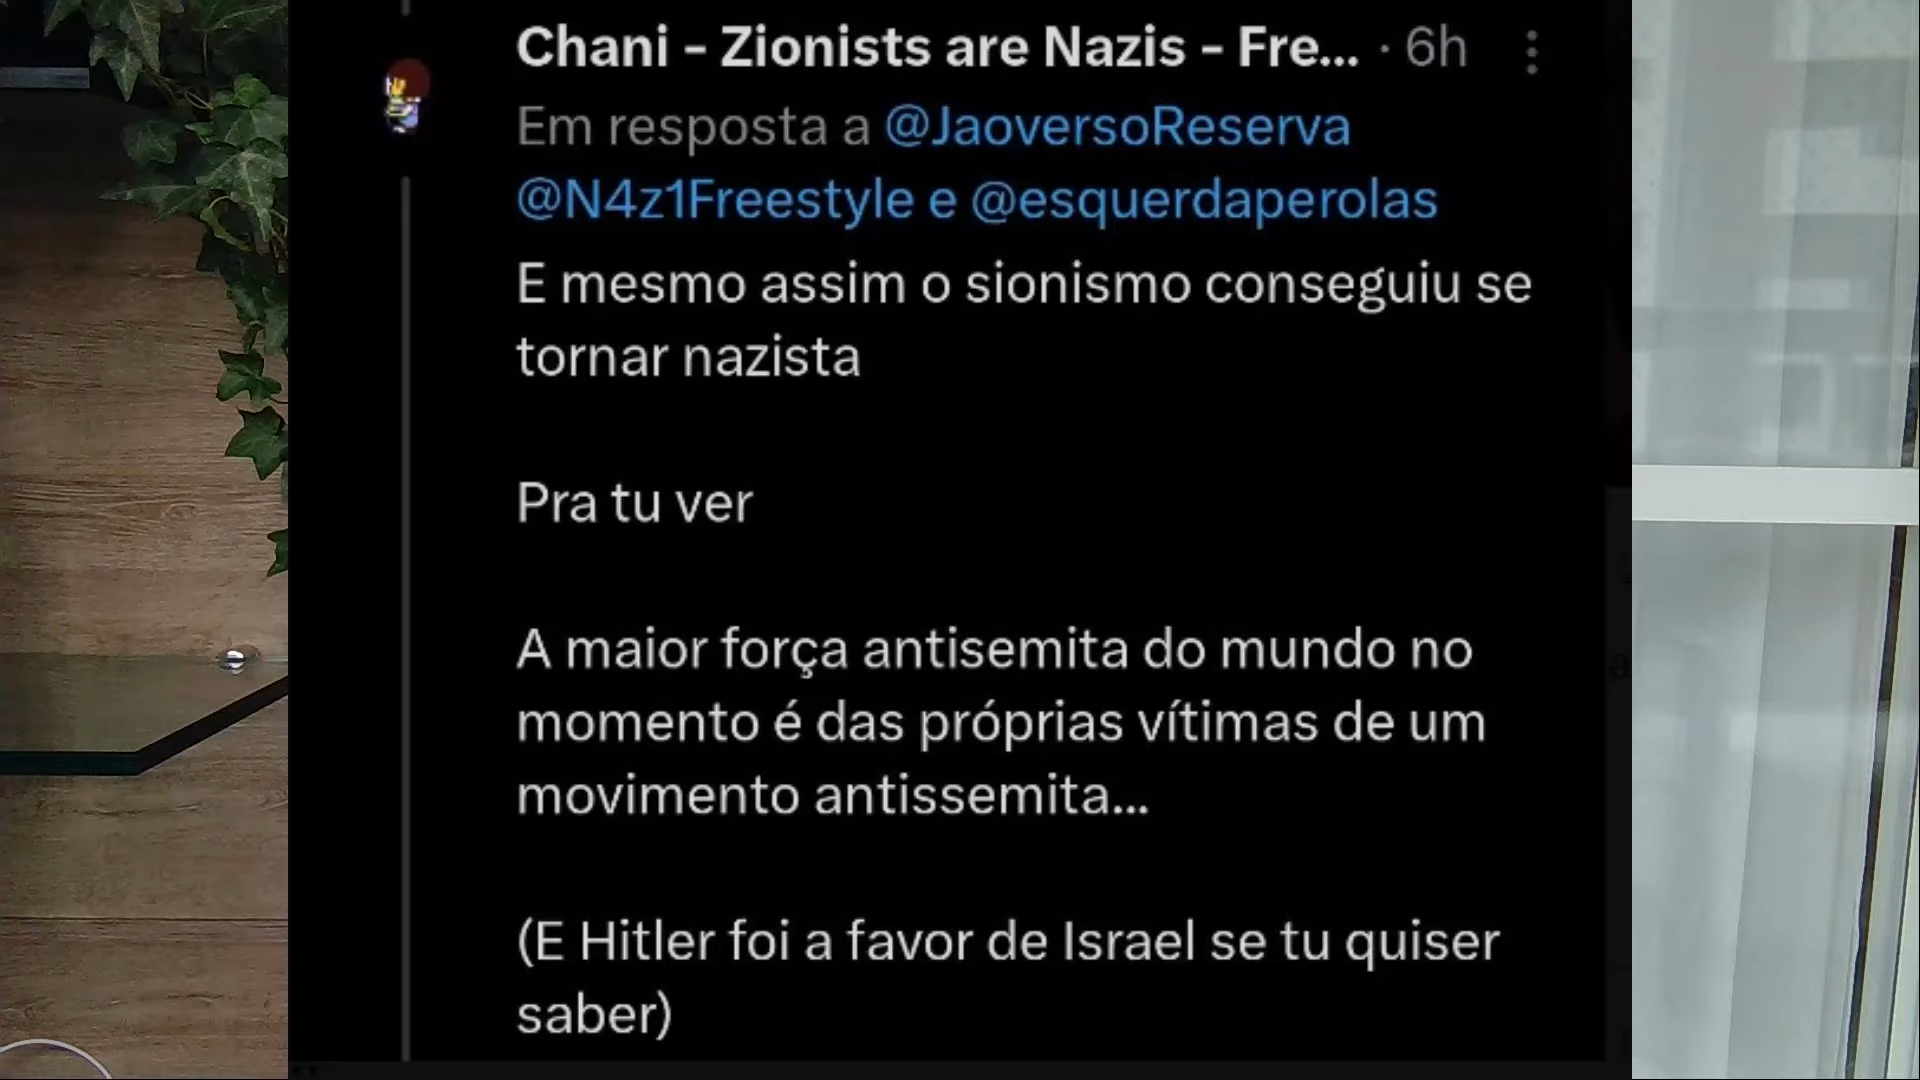 Chani - Zionists are Nazis - Fre... · 6h
Em resposta a @JaoversoReserva
@N4z1Freestyle e @esquerdaperolas
E mesmo assim o sionismo conseguiu se
tornar nazista
Pra tu ver
A maior força antisemita do mundo no
momento é das próprias vítimas de um
movimento antissemita...
(E Hitler foi a favor de Israel se tu quiser
saber)